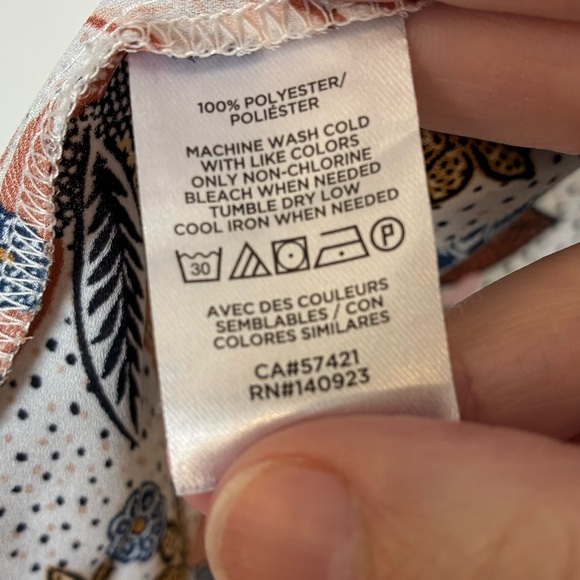 100% POLYESTER/
POLIÉSTER
MACHINE WASH COLD
WITH LIKE COLORS
ONLY NON-CHLORINE
BLEACH WHEN NEEDED
TUMBLE DRY LOW
COOL IRON WHEN NEEDED
30 P
AVEC DES COULEURS
SEMBLABLES / CON
COLORES SIMILARES
CA#57421
RN#140923